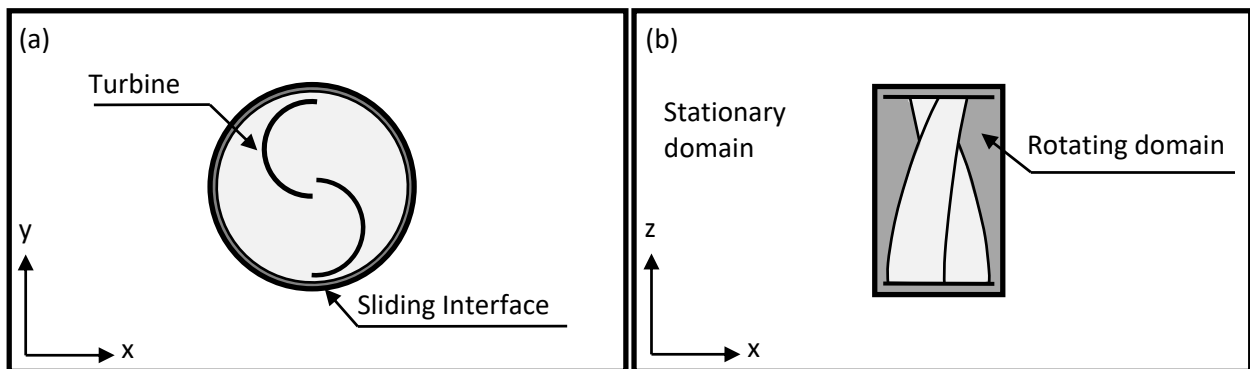 (a)
Turbine
Sliding Interface
y
x
(b)
Stationary
domain
Rotating domain
z
x